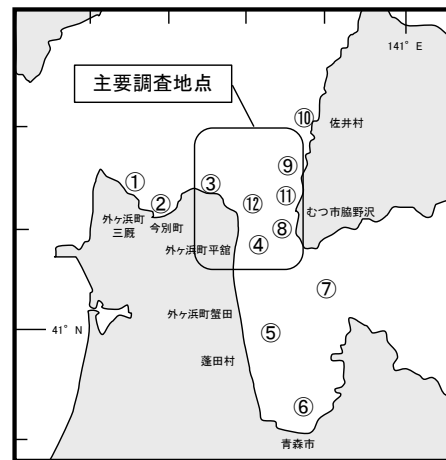 141° E
主要調査地点
⑩
佐井村
⑨
① ③
② ⑫ ⑪
外ヶ浜町
三厩
今別町
むつ市脇野沢
⑧
外ヶ浜町平舘 ④
⑦
外ヶ浜町蟹田
41° N
⑤
蓬田村
⑥
青森市